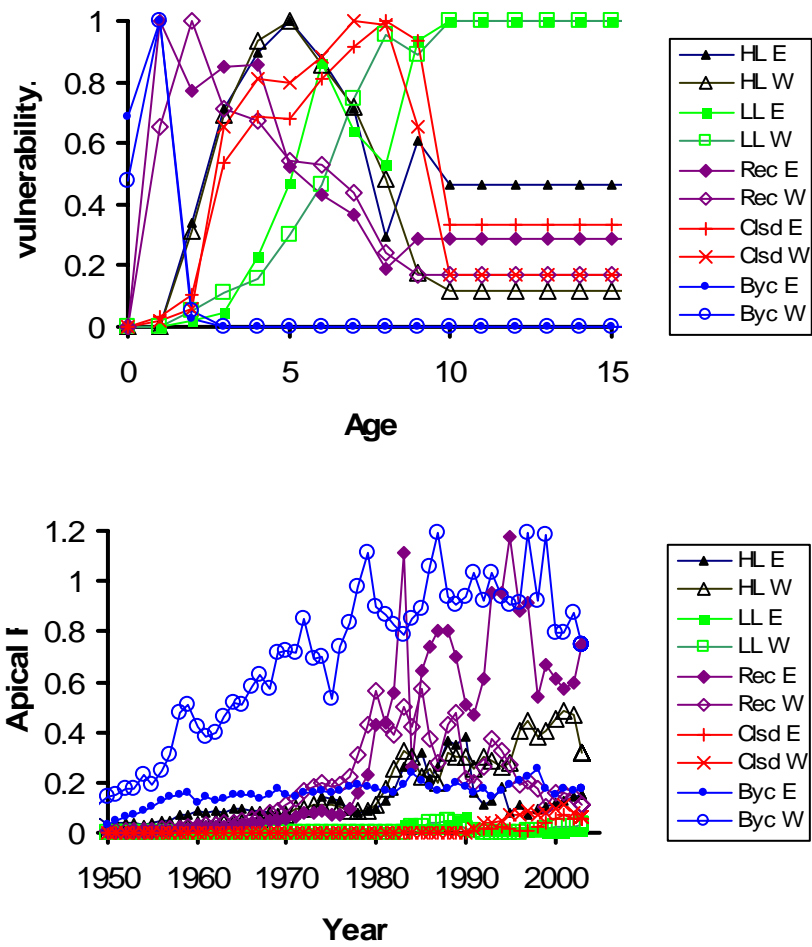 vulnerability.
1
0.8
0.6
0.4
0.2
0
0 5 10 15
Age
HL E
HL W
LL E
LL W
Rec E
Rec W
Clsd E
Clsd W
Byc E
Byc W
Apical
1.2
1
0.8
0.6
0.4
0.2
0
1950 1960 1970 1980 1990 2000
Year
HL E
HL W
LL E
LL W
Rec E
Rec W
Clsd E
Clsd W
Byc E
Byc W